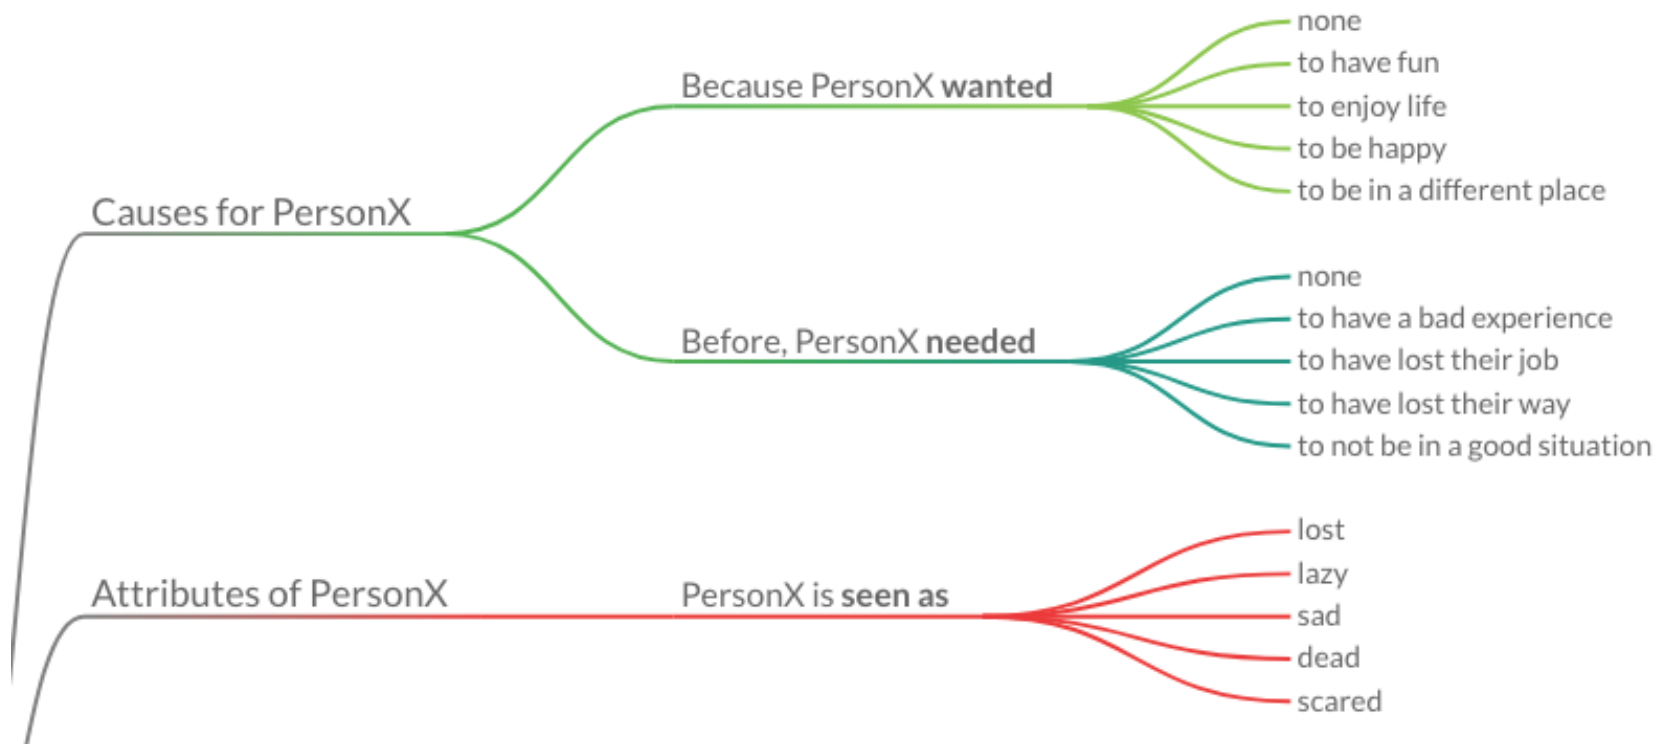 none
to have fun
Because PersonX wanted
to enjoy life
to be happy
to be in a different place
Causes for PersonX
none
to have a bad experience
Before, PersonX needed
to have lost their job
to have lost their way
to not be in a good situation
lost
lazy
Attributes of PersonX
PersonX is seen as
sad
dead
scared